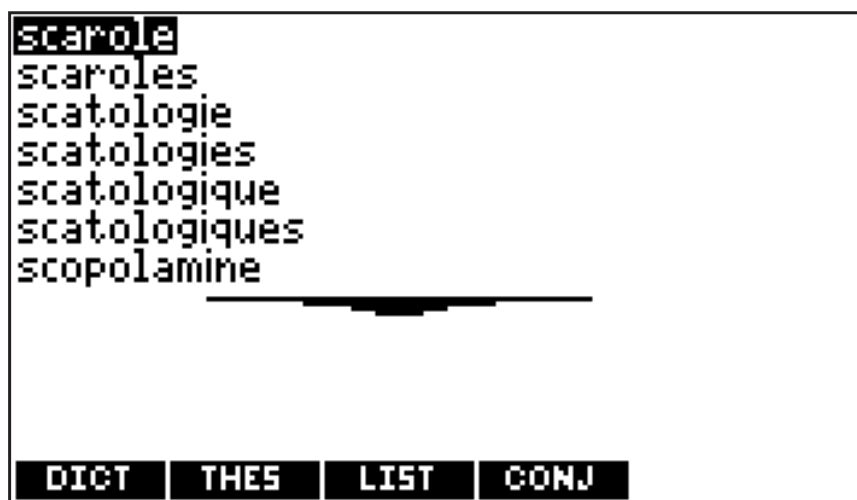 scarole
scaroles
scatologie
scatologies
scatologique
scatologiques
scopolamine
DICT THES LIST CONJ